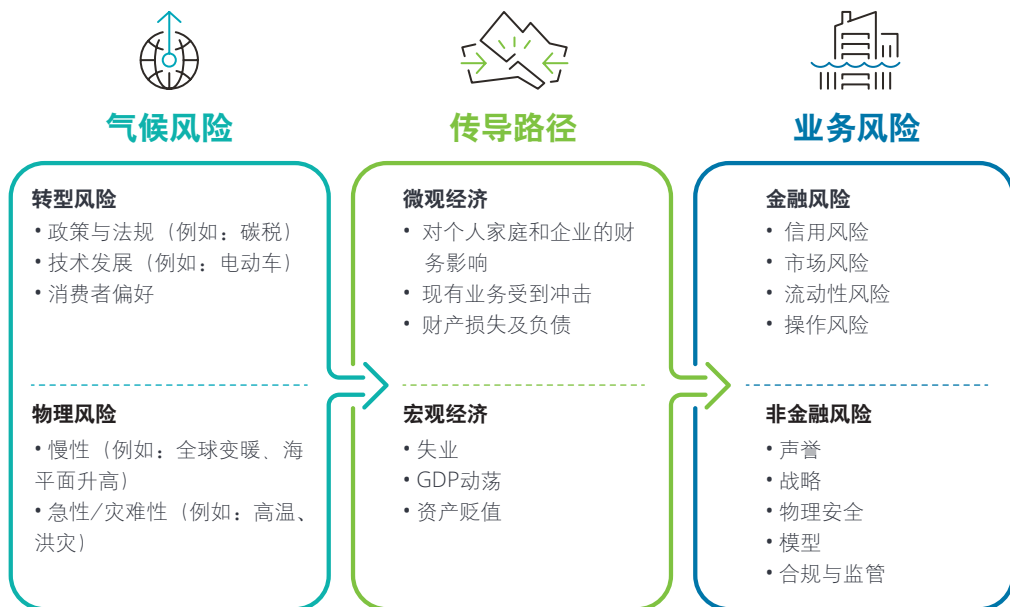 气候风险
转型风险
• 政策与法规（例如：碳税）
• 技术发展（例如：电动车）
• 消费者偏好
物理风险
• 慢性（例如：全球变暖、海
平面升高）
• 急性/灾难性（例如：高温、
洪灾）
传导路径
微观经济
• 对个人家庭和企业的财
务影响
• 现有业务受到冲击
• 财产损失及负债
宏观经济
• 失业
• GDP动荡
• 资产贬值
业务风险
金融风险
• 信用风险
• 市场风险
• 流动性风险
• 操作风险
非金融风险
• 声誉
• 战略
• 物理安全
• 模型
• 合规与监管